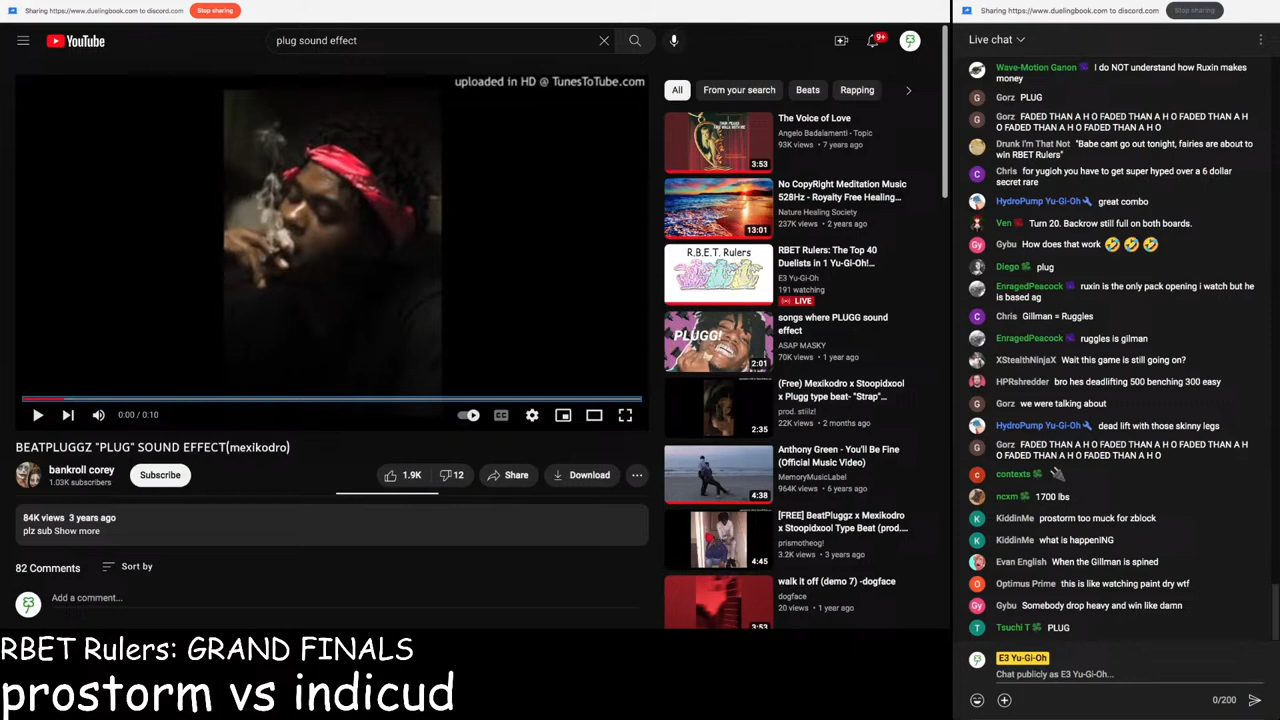 Sharing https://www.duelingbook.com to discord.com Stop sharing
YouTube
plug sound effect
9+
uploaded in HD @ TunesToTube.com
0:00 / 0:10
CC
BEATPLUGGZ "PLUG" SOUND EFFECT(mexikodro)
bankroll corey
1.03K subscribers
Subscribe
1.9K
12
Share
Download
84K views 3 years ago
plz sub Show more
82 Comments
Sort by
Add a comment...
All
From your search
Beats
Rapping
3:53
The Voice of Love
Angelo Badalamenti - Topic
93K views • 7 years ago
13:01
No CopyRight Meditation Music
528Hz - Royalty Free Healing...
Nature Healing Society
237K views • 2 years ago
R.B.E.T. Rulers
RBET Rulers: The Top 40
Duelists in 1 Yu-Gi-Oh!...
E3 Yu-Gi-Oh
191 watching
LIVE
PLUGG!
2:01
songs where PLUGG sound
effect
ASAP MASKY
70K views • 1 year ago
2:35
(Free) Mexikodro x Stoopidxool
x Plugg type beat- "Strap"...
prod. stiilz!
22K views • 2 months ago
4:38
Anthony Green - You'll Be Fine
(Official Music Video)
MemoryMusicLabel
964K views • 6 years ago
4:45
[FREE] BeatPluggz x Mexikodro
x Stoopidxool Type Beat (prod....
prismotheog!
3.2K views • 3 years ago
3:53
walk it off (demo 7) -dogface
dogface
20 views • 1 year ago
RBET Rulers: GRAND FINALS
prostorm vs ndicud
Sharing https://www.duelingbook.com to discord.com Stop sharing
Live chat
Wave-Motion Ganon I do NOT understand how Ruxin makes
money
G Gorz PLUG
G Gorz FADED THAN A H O FADED THAN A H O FADED THAN A H
O FADED THAN A H O FADED THAN A H O
Drunk I'm That Not "Babe cant go out tonight, fairies are about to
win RBET Rulers"
C Chris for yugioh you have to get super hyped over a 6 dollar
secret rare
HydroPump Yu-Gi-Oh great combo
Ven Turn 20. Backrow still full on both boards.
Gy Gybu How does that work 🤣🤣🤣
Diego plug
EnragedPeacock ruxin is the only pack opening i watch but he
is based ag
C Chris Gillman = Ruggles
EnragedPeacock ruggles is gilman
XStealthNinjaX Wait this game is still going on?
HPRshredder bro hes deadlifting 500 benching 300 easy
G Gorz we were talking about
HydroPump Yu-Gi-Oh dead lift with those skinny legs
G Gorz FADED THAN A H O FADED THAN A H O FADED THAN A H
O FADED THAN A H O FADED THAN A H O
c contexts 🔌
ncxm 1700 lbs
K KiddinMe prostorm too muck for zblock
K KiddinMe what is happenING
Evan English When the Gillman is spined
O Optimus Prime this is like watching paint dry wtf
Gy Gybu Somebody drop heavy and win like damn
T Tsuchi T PLUG
E3 Yu-Gi-Oh
Chat publicly as E3 Yu-Gi-Oh...
0/200